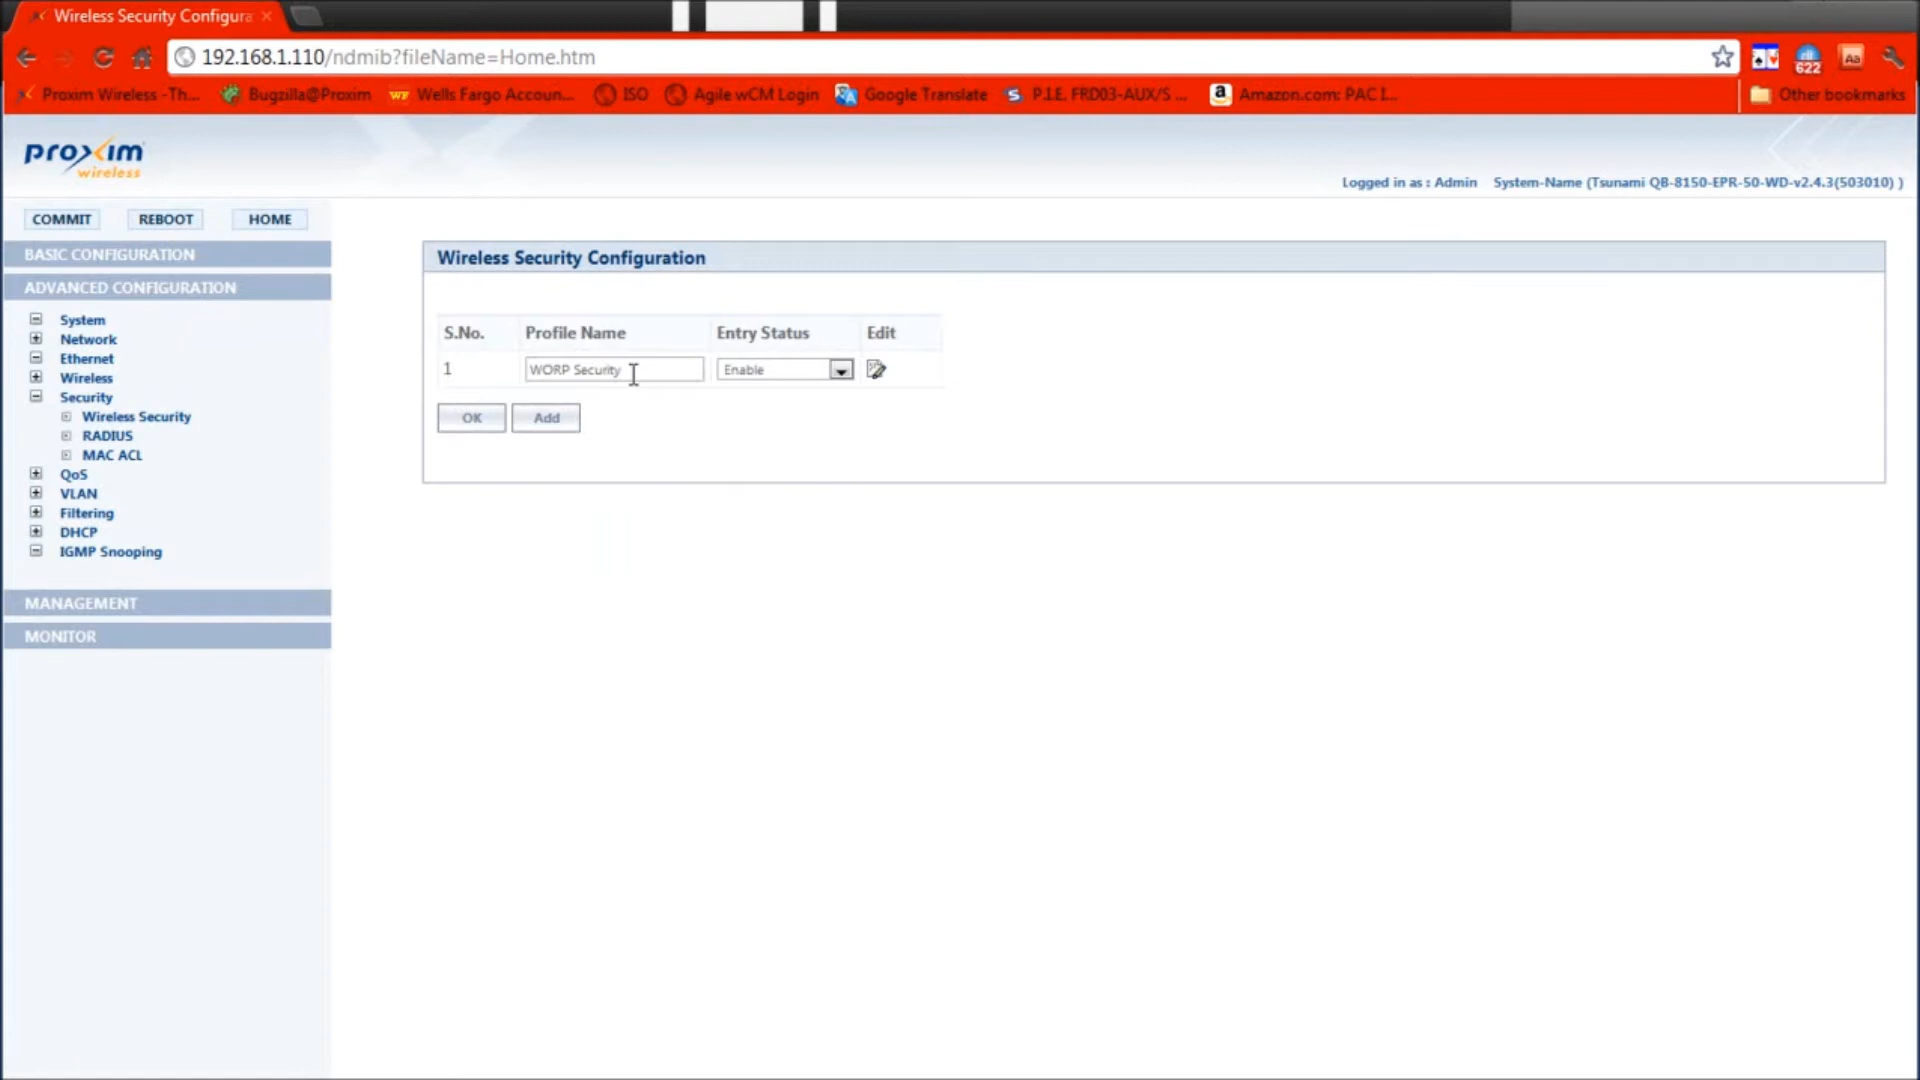 Wireless Security Configura
192.168.1.110/ndmib?fileName=Home.htm
622
Aa
Proxim Wireless -Th...
Bugzilla@Proxim
WF
Wells Fargo Accoun...
ISO
Agile wCM Login
Google Translate
S
P.I.E. FRD03-AUX/S ...
a
Amazon.com: PAC I...
Other bookmarks
proxim
wireless
Logged in as : Admin System-Name (Tsunami QB-8150-EPR-50-WD-v2.4.3(503010) )
COMMIT
REBOOT
HOME
BASIC CONFIGURATION
ADVANCED CONFIGURATION
System
Network
Ethernet
Wireless
Security
Wireless Security
RADIUS
MAC ACL
QoS
VLAN
Filtering
DHCP
IGMP Snooping
MANAGEMENT
MONITOR
Wireless Security Configuration
S.No. Profile Name Entry Status Edit
1 WORP Security Enable
OK Add